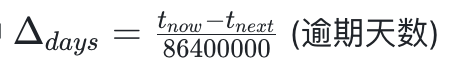 Δ_days = (t_now − t_next) / 86400000 (逾期天数)